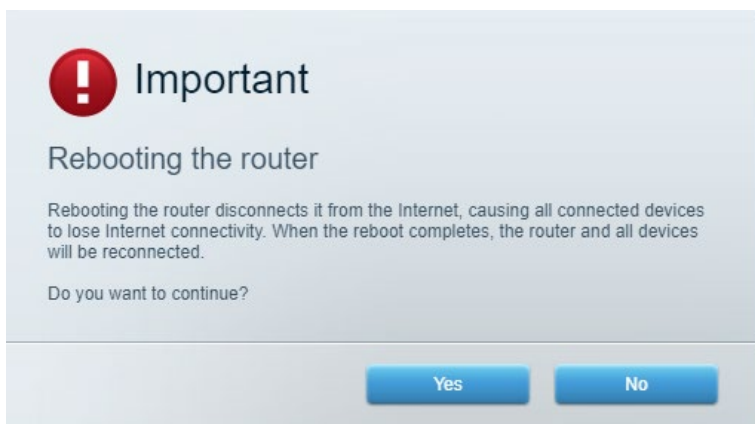 Important
Rebooting the router
Rebooting the router disconnects it from the Internet, causing all connected devices
to lose Internet connectivity. When the reboot completes, the router and all devices
will be reconnected.
Do you want to continue?
Yes
No